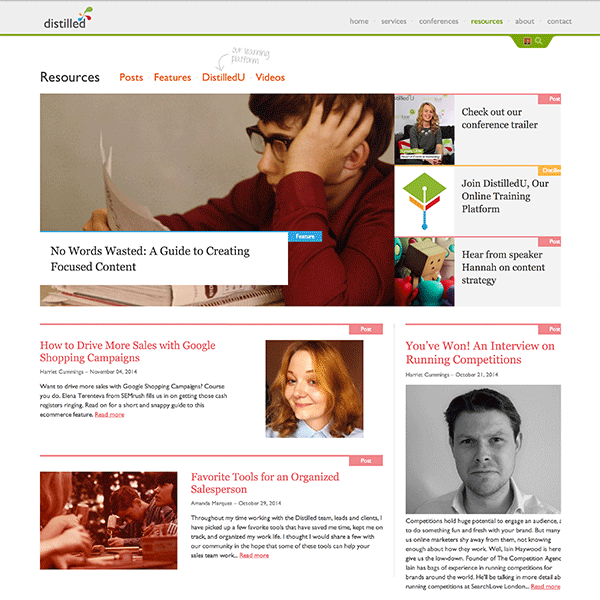 distilled
home services conferences resources about contact
our learning
platform
Resources Posts Features DistilledU Videos
Post
Check out our
conference trailer
Join DistilledU, Our
Online Training
Platform
Post
Hear from speaker
Hannah on content
strategy
Feature
No Words Wasted: A Guide to Creating
Focused Content
Post
How to Drive More Sales with Google
Shopping Campaigns
Harriet Cummings – November 04, 2014
Want to drive more sales with Google Shopping Campaigns? Course
you do. Elena Terenteva from SEMrush fills us in on getting those cash
registers ringing. Read on for a short and snappy guide to this
ecommerce feature. Read more
Post
Favorite Tools for an Organized
Salesperson
Amanda Marquez – October 29, 2014
Throughout my time working with the Distilled team, leads and clients, I
have picked up a few favorite tools that have saved me time, kept me on
track, and organized my work life. I thought I would share a few with
our community in the hope that some of these tools can help your
sales team work... Read more
Post
You've Won! An Interview on
Running Competitions
Harriet Cummings – October 21, 2014
Competitions hold huge potential to engage an audience, a
to do something fun and fresh with your brand. But many
us online marketers shy away from them, not knowing
enough about how they work. Well, Iain Haywood is here
give us the lowdown. Founder of The Competition Agenc
Iain has bags of experience in running competitions for
brands around the world. He'll be talking in more detail ab
running competitions at SearchLove London... Read more